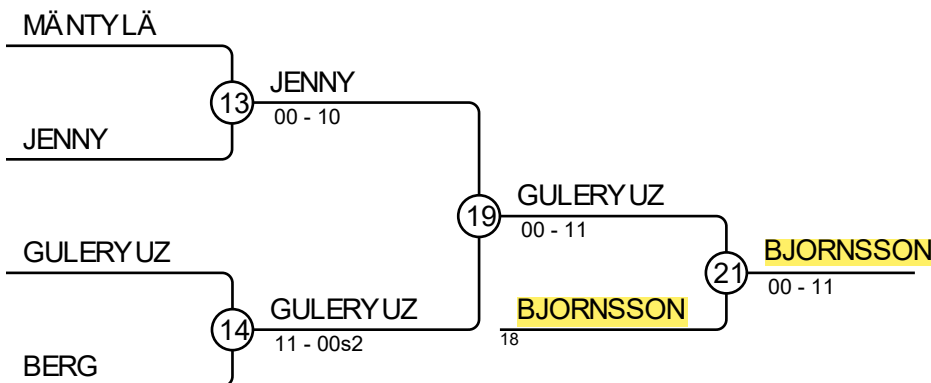 MÄNTYLÄ
13
JENNY
00 - 10
JENNY
19
GULERYUZ
00 - 11
GULERYUZ
14
GULERYUZ
11 - 00s2
BERG
21
BJORNSSON
00 - 11
BJORNSSON
18